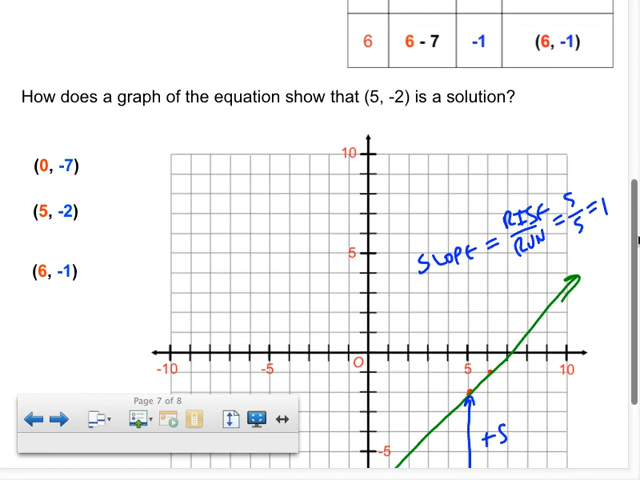 6 6 - 7 -1 (6, -1)
How does a graph of the equation show that (5, -2) is a solution?
(0, -7)
(5, -2)
(6, -1)
SLOPE = RISE/RUN = 5/5 = 1
10
5
O
-10 -5 5 10
Page 7 of 8
-5
+5